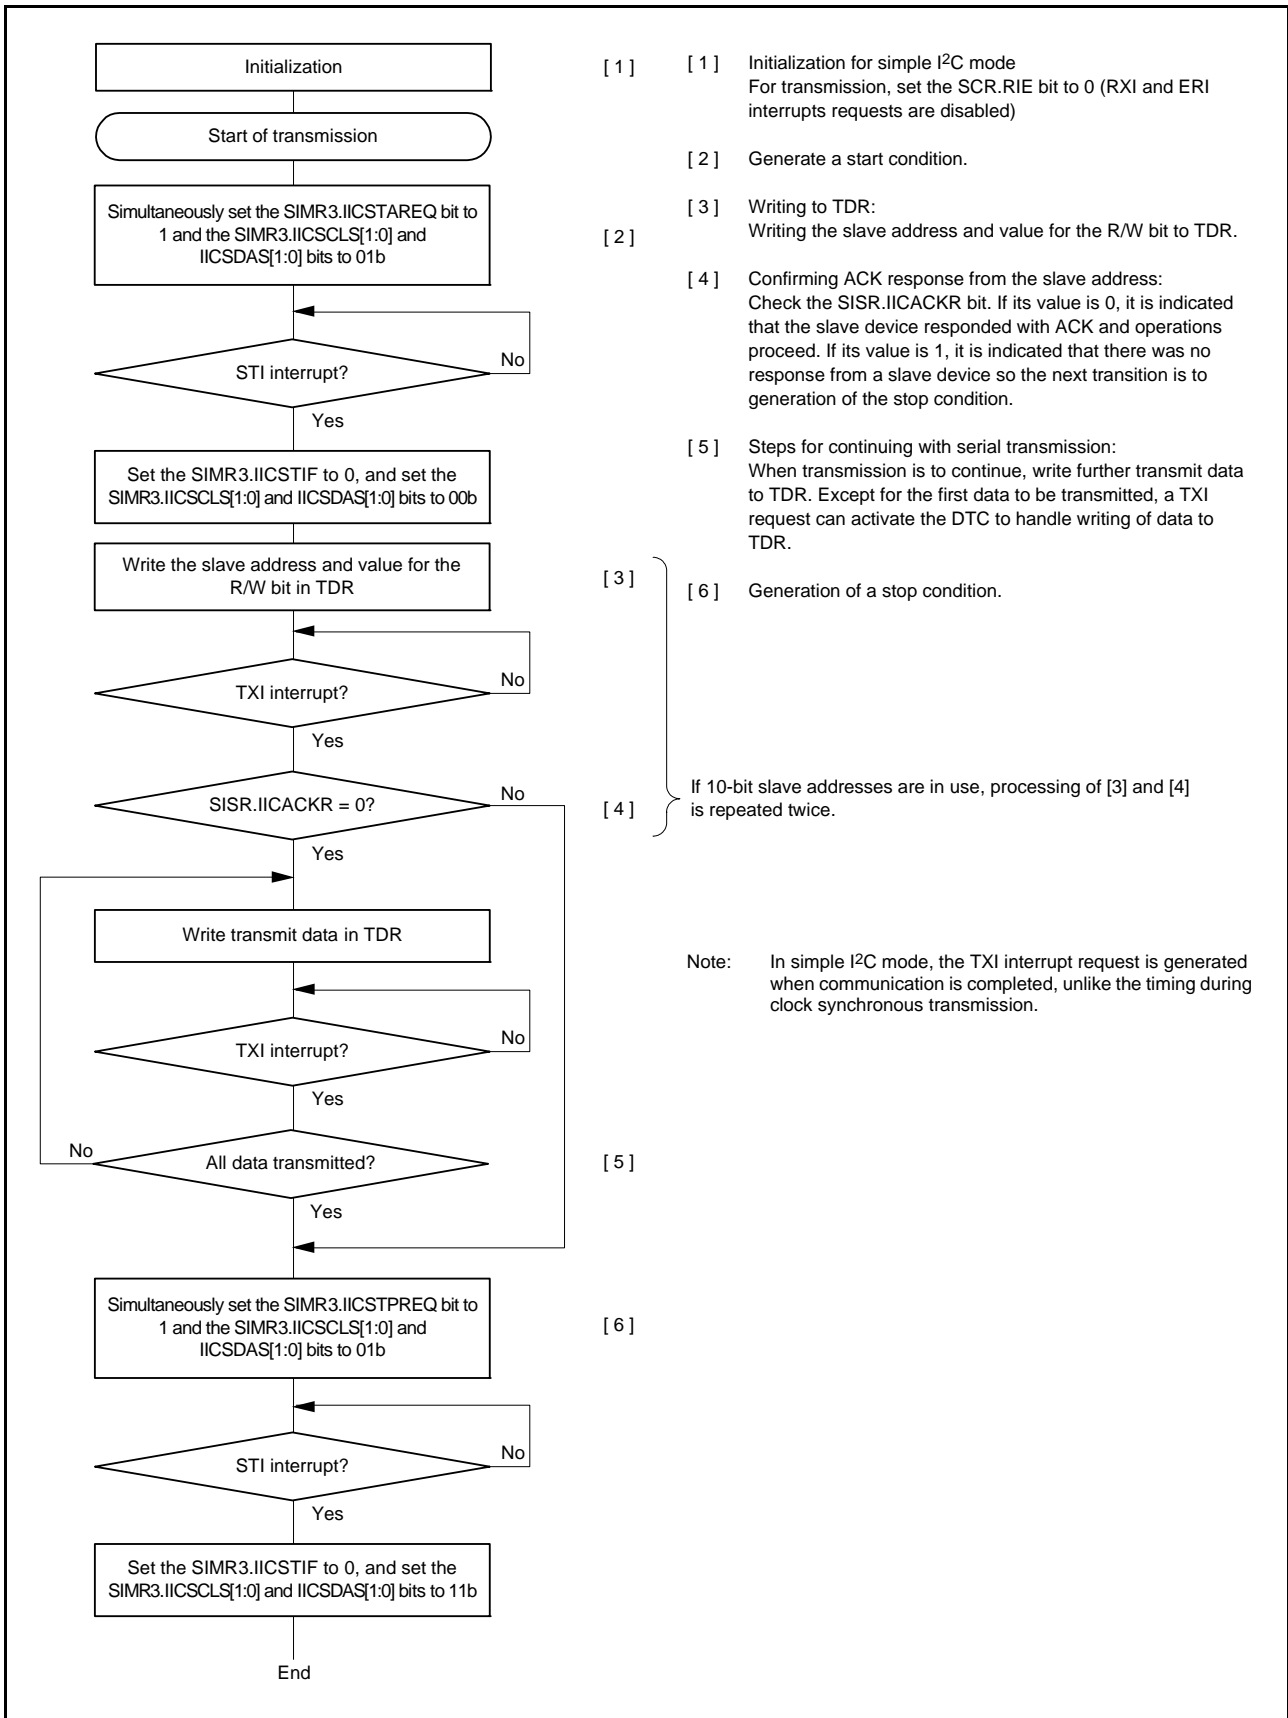 Initialization
Start of transmission
Simultaneously set the SIMR3.IICSTAREQ bit to
1 and the SIMR3.IICSCLS[1:0] and
IICSDAS[1:0] bits to 01b
STI interrupt?
No
Yes
Set the SIMR3.IICSTIF to 0, and set the
SIMR3.IICSCLS[1:0] and IICSDAS[1:0] bits to 00b
Write the slave address and value for the
R/W bit in TDR
TXI interrupt?
No
Yes
SISR.IICACKR = 0?
No
Yes
Write transmit data in TDR
TXI interrupt?
No
Yes
All data transmitted?
No
Yes
Simultaneously set the SIMR3.IICSTPREQ bit to
1 and the SIMR3.IICSCLS[1:0] and
IICSDAS[1:0] bits to 01b
STI interrupt?
No
Yes
Set the SIMR3.IICSTIF to 0, and set the
SIMR3.IICSCLS[1:0] and IICSDAS[1:0] bits to 11b
End
[ 1 ]
[ 2 ]
[ 3 ]
[ 4 ]
[ 5 ]
[ 6 ]
[ 1 ] Initialization for simple I2C mode
For transmission, set the SCR.RIE bit to 0 (RXI and ERI
interrupts requests are disabled)
[ 2 ] Generate a start condition.
[ 3 ] Writing to TDR:
Writing the slave address and value for the R/W bit to TDR.
[ 4 ] Confirming ACK response from the slave address:
Check the SISR.IICACKR bit. If its value is 0, it is indicated
that the slave device responded with ACK and operations
proceed. If its value is 1, it is indicated that there was no
response from a slave device so the next transition is to
generation of the stop condition.
[ 5 ] Steps for continuing with serial transmission:
When transmission is to continue, write further transmit data
to TDR. Except for the first data to be transmitted, a TXI
request can activate the DTC to handle writing of data to
TDR.
[ 6 ] Generation of a stop condition.
If 10-bit slave addresses are in use, processing of [3] and [4]
is repeated twice.
Note: In simple I2C mode, the TXI interrupt request is generated
when communication is completed, unlike the timing during
clock synchronous transmission.